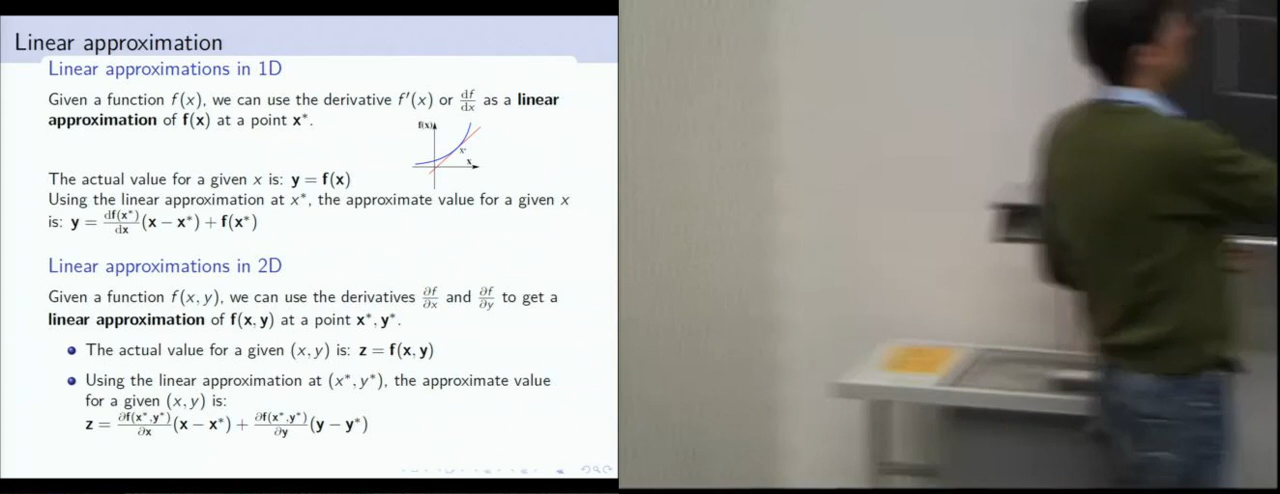 Linear approximation
Linear approximations in 1D
Given a function f(x), we can use the derivative f′(x) or df/dx as a linear
approximation of f(x) at a point x*.
f(x)
x*
x
The actual value for a given x is: y = f(x)
Using the linear approximation at x*, the approximate value for a given x
is: y = df(x*)/dx (x − x*) + f(x*)
Linear approximations in 2D
Given a function f(x, y), we can use the derivatives ∂f/∂x and ∂f/∂y to get a
linear approximation of f(x, y) at a point x*, y*.
• The actual value for a given (x, y) is: z = f(x, y)
• Using the linear approximation at (x*, y*), the approximate value
for a given (x, y) is:
z = ∂f(x*,y*)/∂x (x − x*) + ∂f(x*,y*)/∂y (y − y*)